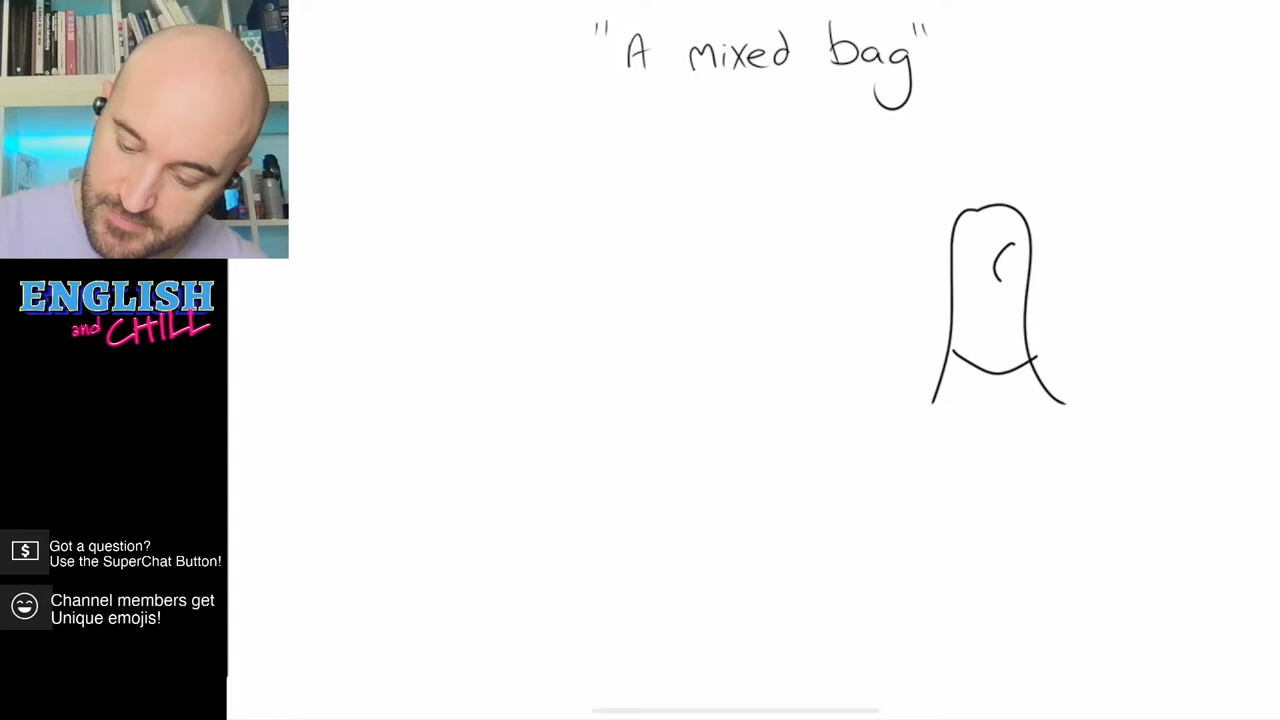 "A mixed bag"
ENGLISH
and CHILL
Got a question?
Use the SuperChat Button!
Channel members get
Unique emojis!